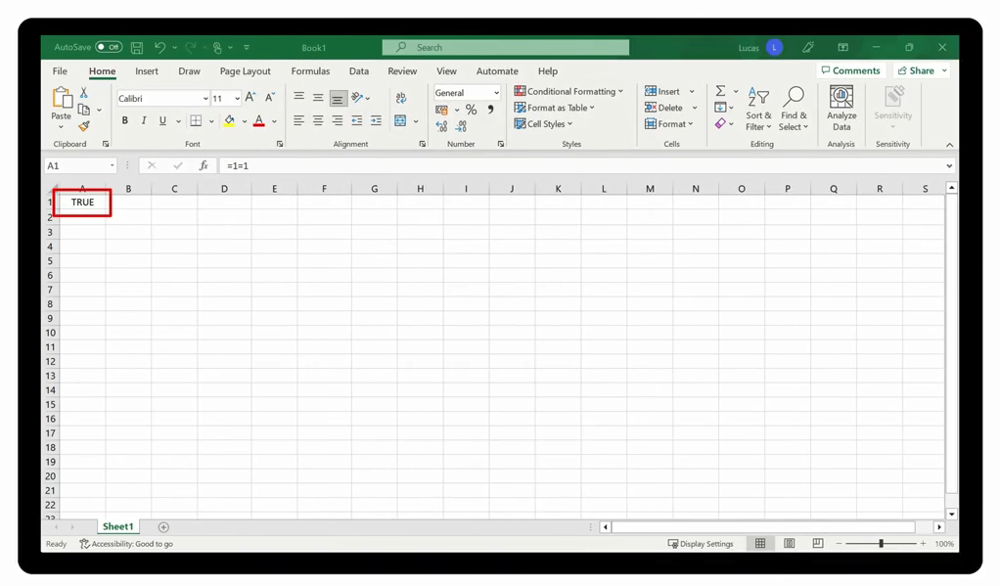 AutoSave Off Book1 Search Lucas L
File Home Insert Draw Page Layout Formulas Data Review View Automate Help Comments Share
Calibri 11 A A General Conditional Formatting Insert
Paste B I U A ab % , Format as Table Delete Sort & Filter Find & Select Analyze Data Sensitivity
Cell Styles Format
Clipboard Font Alignment Number Styles Cells Editing Analysis Sensitivity
A1 fx =1=1
A B C D E F G H I J K L M N O P Q R S
1 TRUE
2
3
4
5
6
7
8
9
10
11
12
13
14
15
16
17
18
19
20
21
22
23
Sheet1
Ready Accessibility: Good to go Display Settings 100%